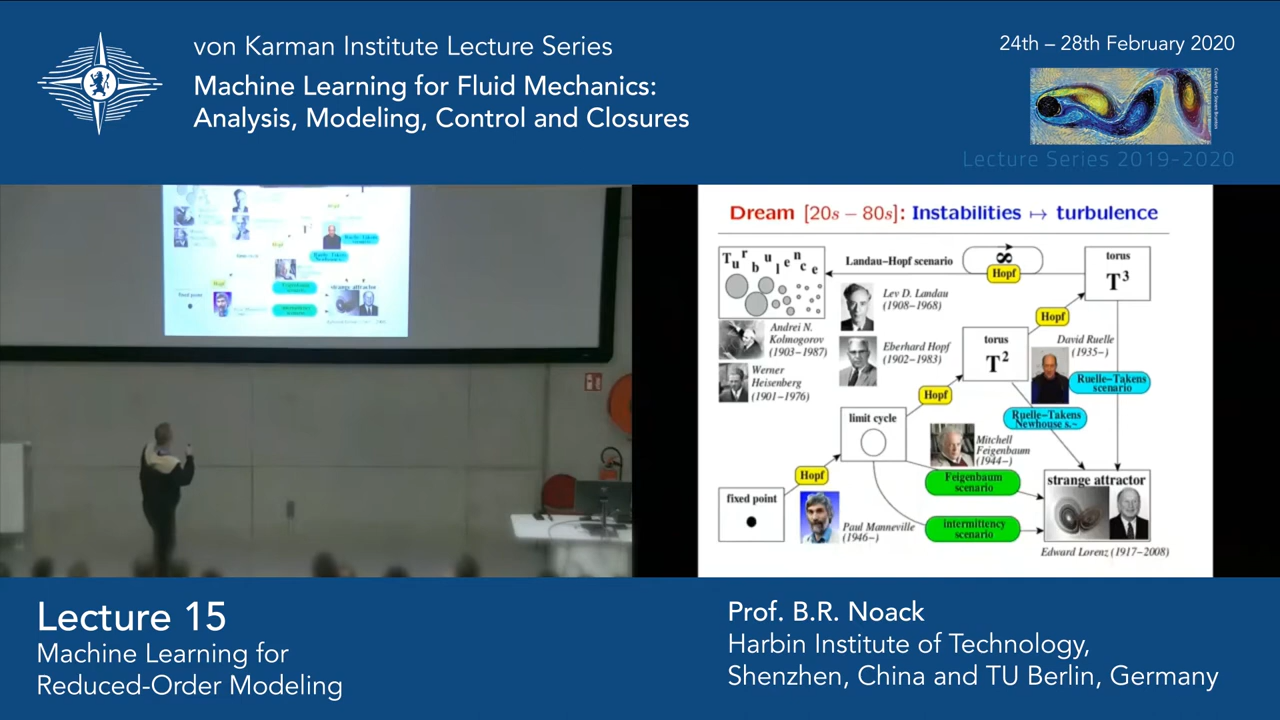 von Karman Institute Lecture Series
Machine Learning for Fluid Mechanics:
Analysis, Modeling, Control and Closures
24th – 28th February 2020
Lecture Series 2019-2020
Dream [20s – 80s]: Instabilities ↦ turbulence
Turbulence
Landau–Hopf scenario
∞
Hopf
torus
T³
Lev D. Landau
(1908–1968)
Hopf
Andrei N.
Kolmogorov
(1903–1987)
Eberhard Hopf
(1902–1983)
torus
T²
David Ruelle
(1935–)
Werner
Heisenberg
(1901–1976)
Ruelle–Takens
scenario
Hopf
limit cycle
Ruelle–Takens
Newhouse s.~
Mitchell
Feigenbaum
(1944–)
Hopf
Feigenbaum
scenario
strange attractor
fixed point
Paul Manneville
(1946–)
intermittency
scenario
Edward Lorenz (1917–2008)
Lecture 15
Machine Learning for
Reduced-Order Modeling
Prof. B.R. Noack
Harbin Institute of Technology,
Shenzhen, China and TU Berlin, Germany